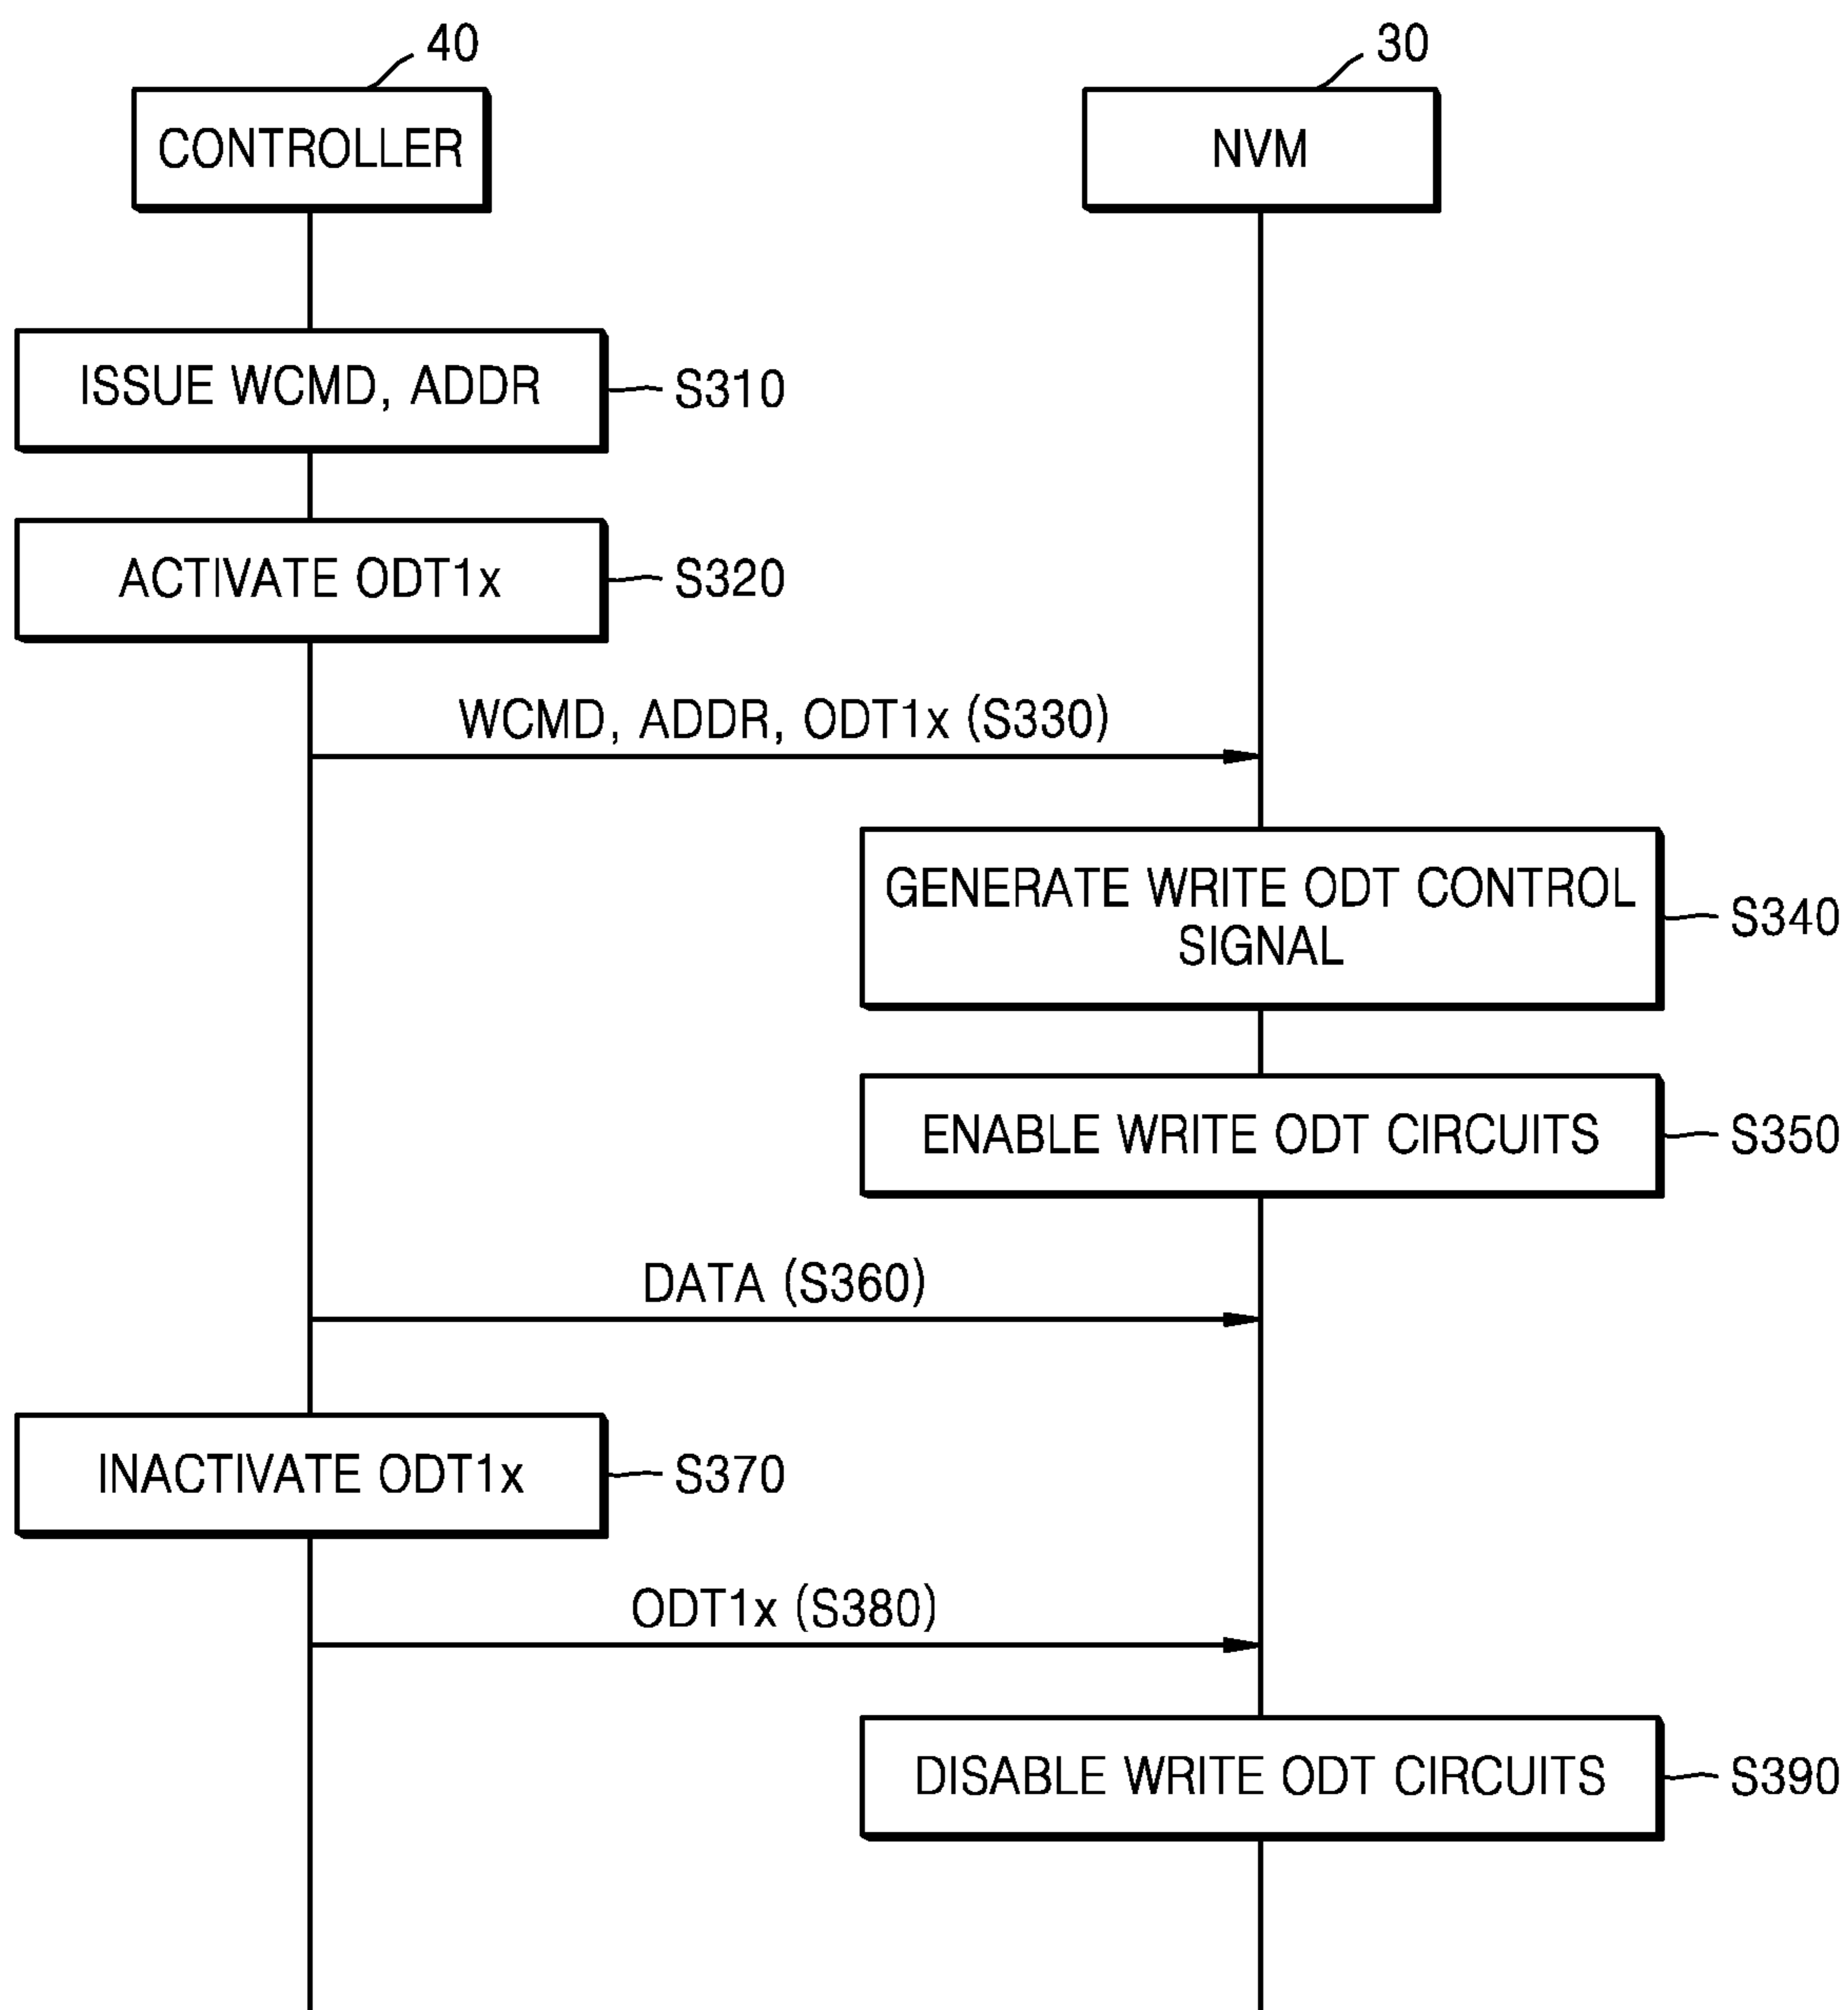 40
30
CONTROLLER
NVM
ISSUE WCMD, ADDR
S310
ACTIVATE ODT1x
S320
WCMD, ADDR, ODT1x (S330)
GENERATE WRITE ODT CONTROL
SIGNAL
S340
ENABLE WRITE ODT CIRCUITS
S350
DATA (S360)
INACTIVATE ODT1x
S370
ODT1x (S380)
DISABLE WRITE ODT CIRCUITS
S390